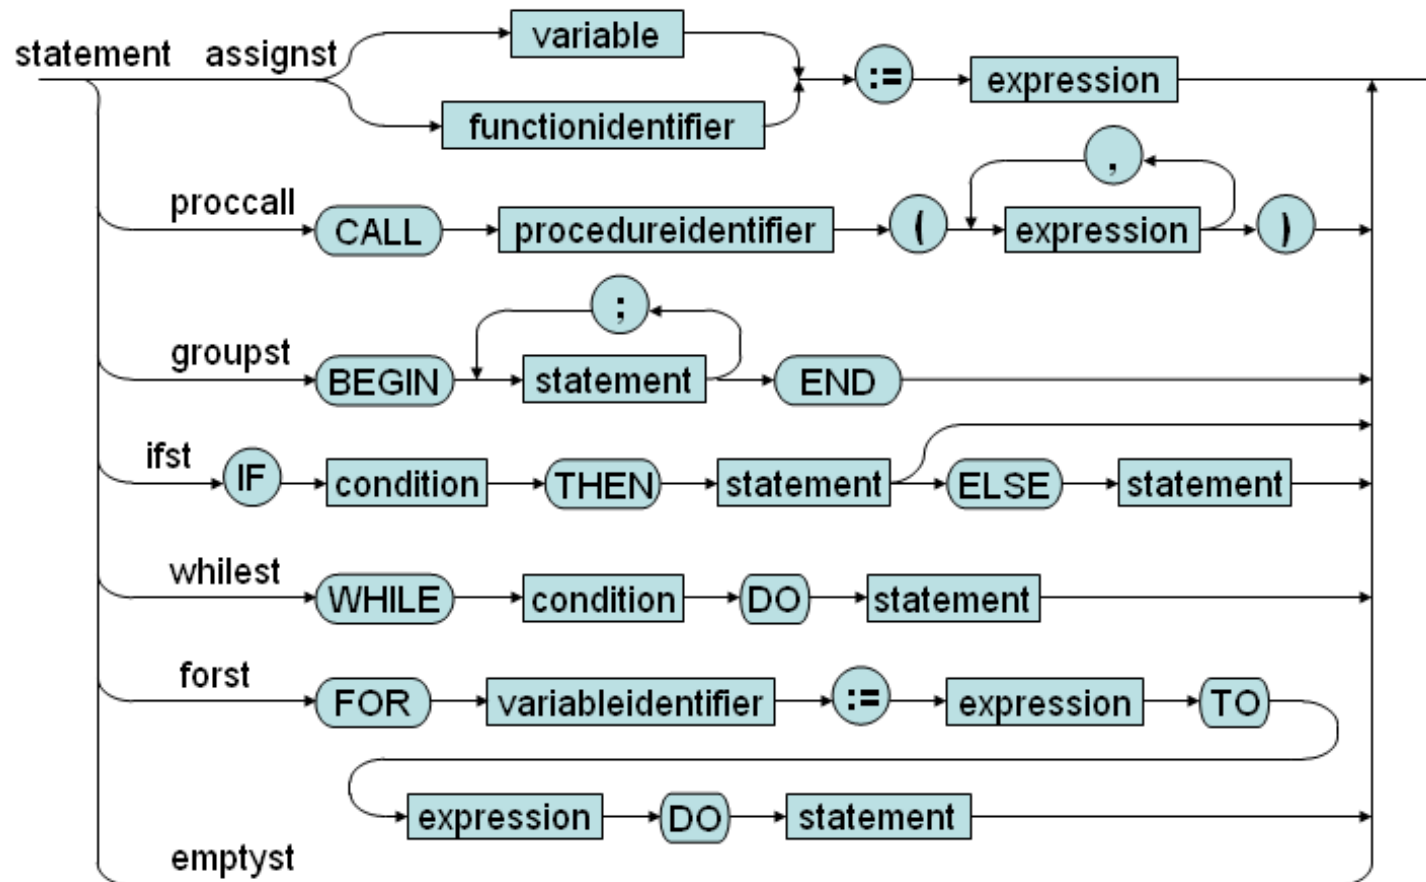 variable
statement assignst := expression
functionidentifier
,
proccall CALL procedureidentifier ( expression )
;
groupst BEGIN statement END
ifst IF condition THEN statement ELSE statement
whilest WHILE condition DO statement
forst FOR variableidentifier := expression TO
expression DO statement
emptyst